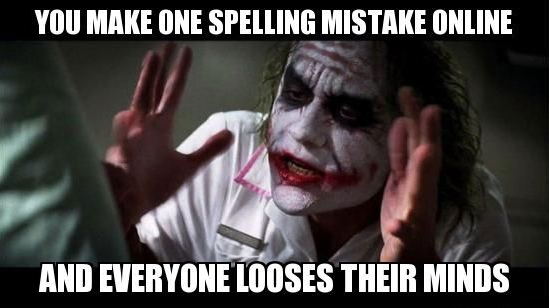 YOU MAKE ONE SPELLING MISTAKE ONLINE
AND EVERYONE LOOSES THEIR MINDS